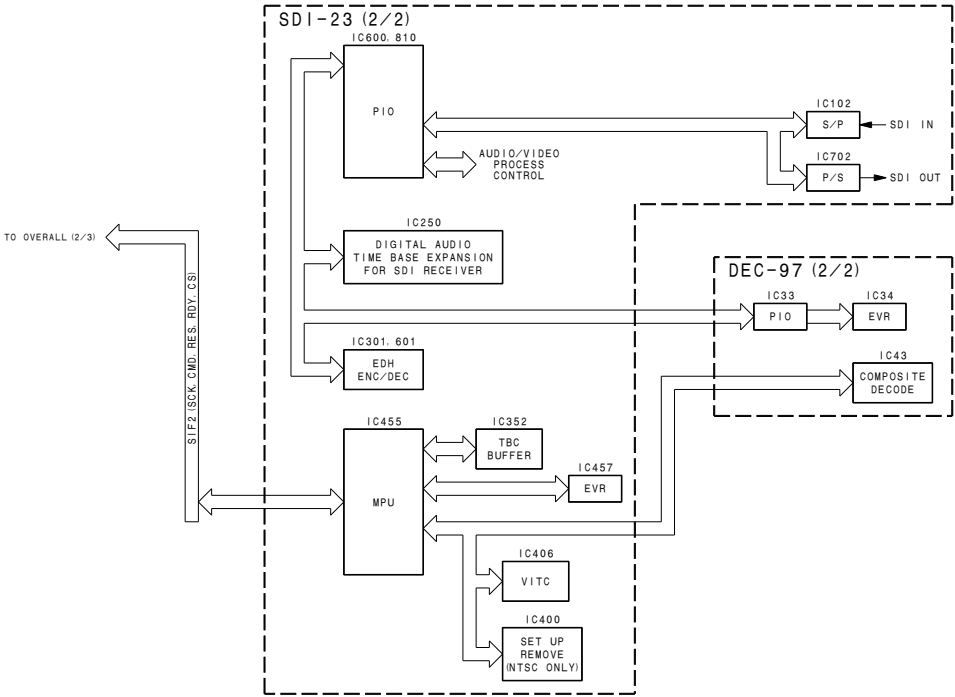 SDI-23 (2/2)
IC600, 810
PIO
IC102
S/P
SDI IN
IC702
P/S
SDI OUT
AUDIO/VIDEO
PROCESS
CONTROL
TO OVERALL (2/3)
IC250
DIGITAL AUDIO
TIME BASE EXPANSION
FOR SDI RECEIVER
DEC-97 (2/2)
IC33
PIO
IC34
EVR
SIF2 (SCK, CMD, RES, RDY, CS)
IC301, 601
EDH
ENC/DEC
IC43
COMPOSITE
DECODE
IC455
MPU
IC352
TBC
BUFFER
IC457
EVR
IC406
VITC
IC400
SET UP
REMOVE
(NTSC ONLY)